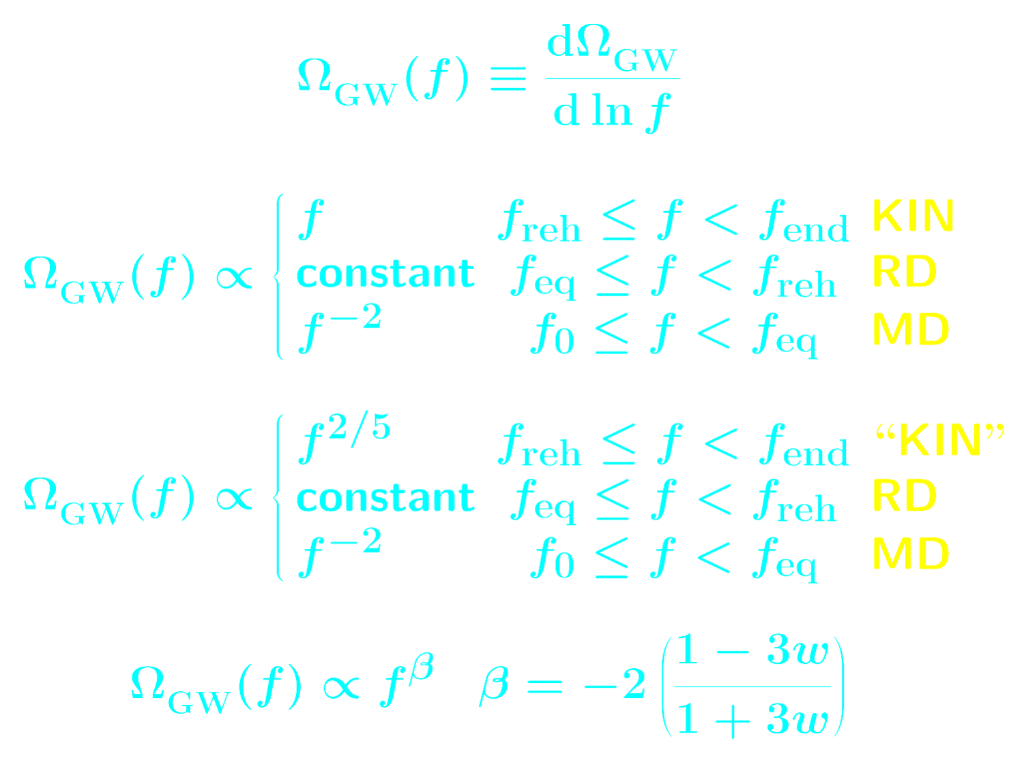 Ω_GW(f) ≡ dΩ_GW / d ln f
Ω_GW(f) ∝ { f f_reh ≤ f < f_end KIN
constant f_eq ≤ f < f_reh RD
f^−2 f_0 ≤ f < f_eq MD
Ω_GW(f) ∝ { f^2/5 f_reh ≤ f < f_end “KIN”
constant f_eq ≤ f < f_reh RD
f^−2 f_0 ≤ f < f_eq MD
Ω_GW(f) ∝ f^β β = −2 ( (1 − 3w) / (1 + 3w) )